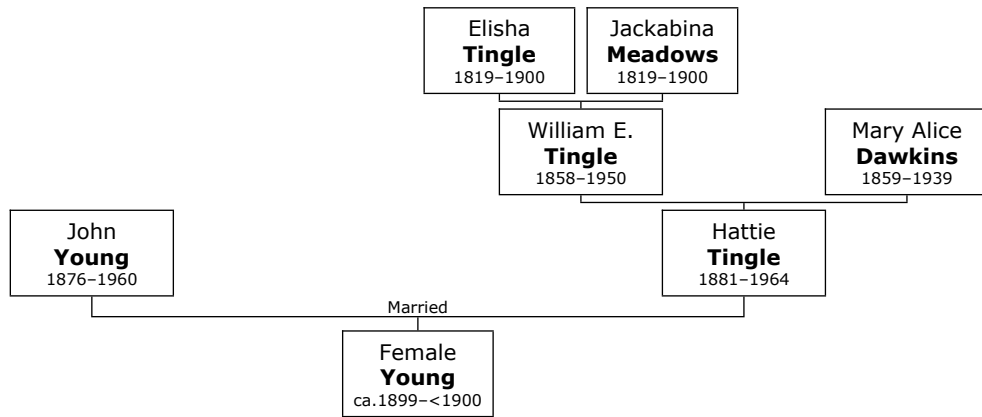 Elisha
Tingle
1819–1900
Jackabina
Meadows
1819–1900
William E.
Tingle
1858–1950
Mary Alice
Dawkins
1859–1939
John
Young
1876–1960
Hattie
Tingle
1881–1964
Married
Female
Young
ca.1899–<1900